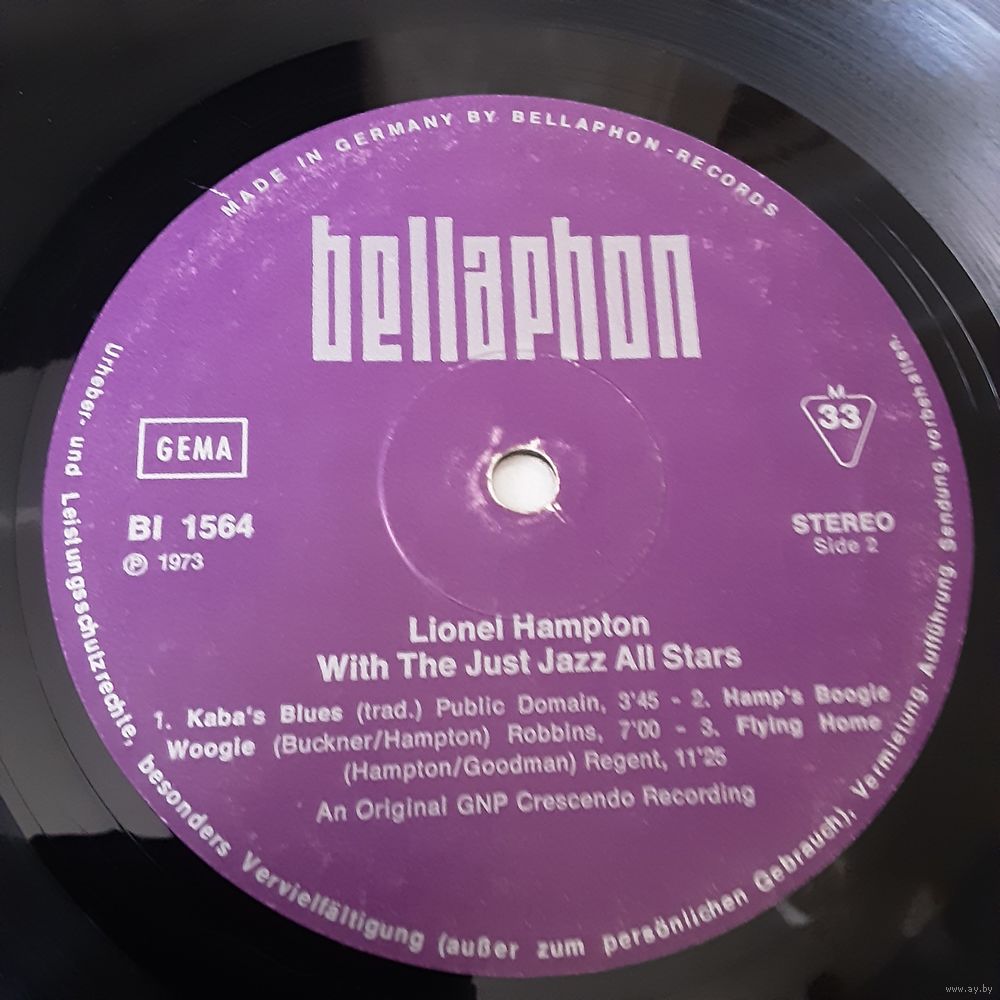 MADE IN GERMANY BY BELLAPHON-RECORDS
bellaphon
GEMA
M
33
BI 1564
Ⓟ 1973
STEREO
Side 2
Lionel Hampton
With The Just Jazz All Stars
1. Kaba's Blues (trad.) Public Domain, 3'45 - 2. Hamp's Boogie
Woogie (Buckner/Hampton) Robbins, 7'00 - 3. Flying Home
(Hampton/Goodman) Regent, 11'25
An Original GNP Crescendo Recording
Urheber- und Leistungsschutzrechte, besonders Vervielfältigung (außer zum persönlichen Gebrauch), Vermietung, Aufführung, Sendung, vorbehalten.
www.ay.by